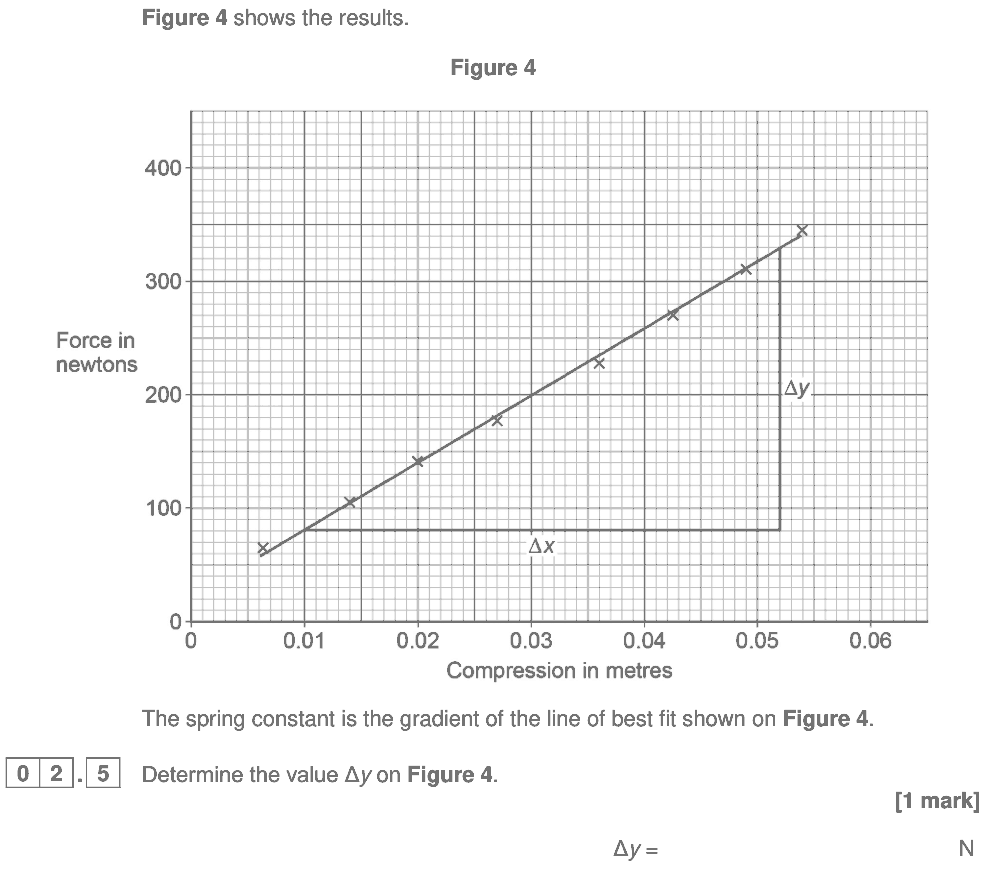 Figure 4 shows the results.
Figure 4
400
300
Force in
newtons
200
Δy
100
Δx
0
0 0.01 0.02 0.03 0.04 0.05 0.06
Compression in metres
The spring constant is the gradient of the line of best fit shown on Figure 4.
0 2 . 5 Determine the value Δy on Figure 4.
[1 mark]
Δy = N